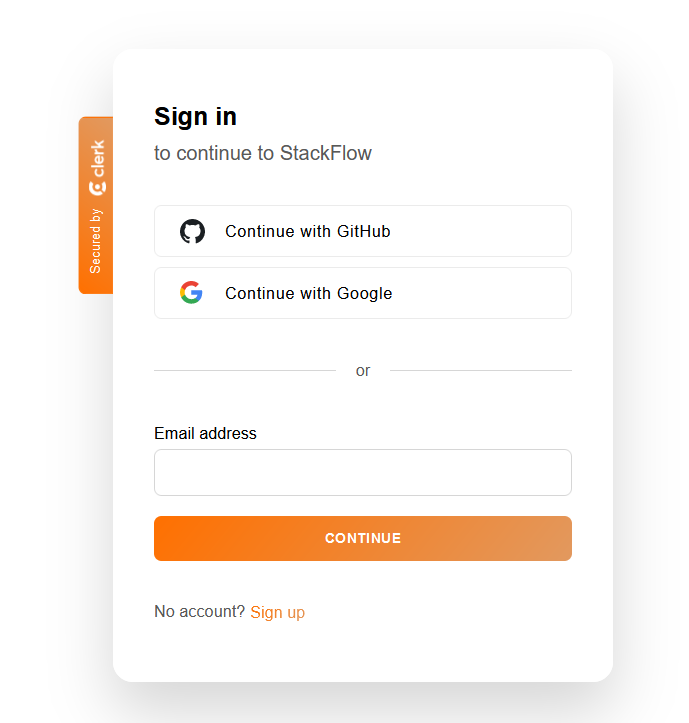 Sign in
to continue to StackFlow
Secured by clerk
Continue with GitHub
Continue with Google
or
Email address
CONTINUE
No account? Sign up